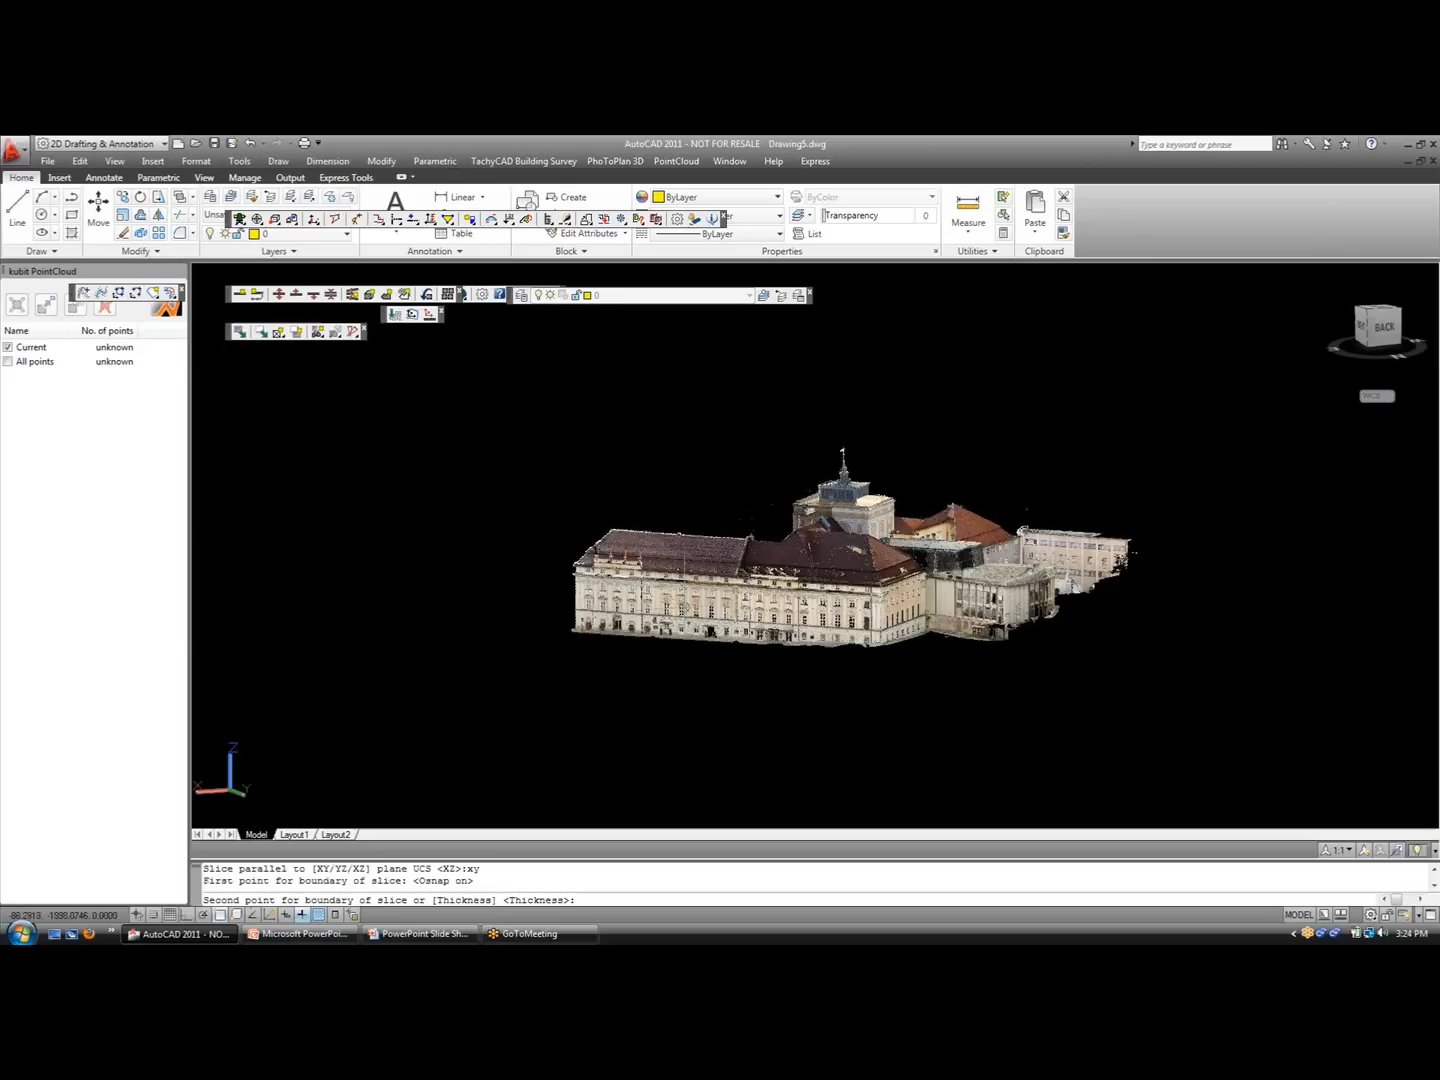 2D Drafting & Annotation
AutoCAD 2011 - NOT FOR RESALE Drawing5.dwg
Type a keyword or phrase
File Edit View Insert Format Tools Draw Dimension Modify Parametric TachyCAD Building Survey PhoToPlan 3D PointCloud Window Help Express
Home Insert Annotate Parametric View Manage Output Express Tools
Line
Move
Unsa
0
A
Linear
Table
Create
Edit Attributes
ByLayer
ByLayer
ByColor
Transparency 0
List
Measure
Paste
Draw Modify Layers Annotation Block Properties Utilities Clipboard
kubit PointCloud
0
Name No. of points
Current unknown
All points unknown
BACK
WCS
Z
X
Y
Model Layout1 Layout2
1:1
Slice parallel to [XY/YZ/XZ] plane UCS <XZ>:xy
First point for boundary of slice: <Osnap on>
Second point for boundary of slice or [Thickness] <Thickness>:
MODEL
AutoCAD 2011 - NO...
Microsoft PowerPoi...
PowerPoint Slide Sh...
GoToMeeting
3:24 PM